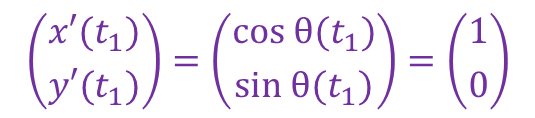 (x′(t₁)) = (cos θ(t₁)) = (1)
(y′(t₁)) (sin θ(t₁)) (0)